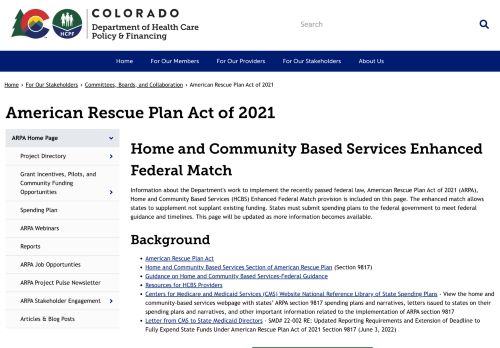 COLORADO
Department of Health Care
Policy & Financing
HCPF
Search
Home For Our Members For Our Providers For Our Stakeholders About Us
Home › For Our Stakeholders › Committees, Boards, and Collaboration › American Rescue Plan Act of 2021
American Rescue Plan Act of 2021
ARPA Home Page
Project Directory
Grant Incentives, Pilots, and
Community Funding
Opportunities
Spending Plan
ARPA Webinars
Reports
ARPA Job Opportunties
ARPA Project Pulse Newsletter
ARPA Stakeholder Engagement
Articles & Blog Posts
Home and Community Based Services Enhanced
Federal Match
Information about the Department's work to implement the recently passed federal law, American Rescue Plan Act of 2021 (ARPA),
Home and Community Based Services (HCBS) Enhanced Federal Match provision is included on this page. The enhanced match allows
states to supplement not supplant existing funding. States must submit spending plans to the federal government to meet federal
guidance and timelines. This page will be updated as more information becomes available.
Background
• American Rescue Plan Act
• Home and Community Based Services Section of American Rescue Plan (Section 9817)
• Guidance on Home and Community Based Services-Federal Guidance
• Resources for HCBS Providers
• Centers for Medicare and Medicaid Services (CMS) Website National Reference Library of State Spending Plans - View the home and
community-based services webpage with states' ARPA section 9817 spending plans and narratives, letters issued to states on their
spending plans and narratives, and other important information related to the implementation of ARPA section 9817
• Letter from CMS to State Medicaid Directors - SMD# 22-002 RE: Updated Reporting Requirements and Extension of Deadline to
Fully Expend State Funds Under American Rescue Plan Act of 2021 Section 9817 (June 3, 2022)